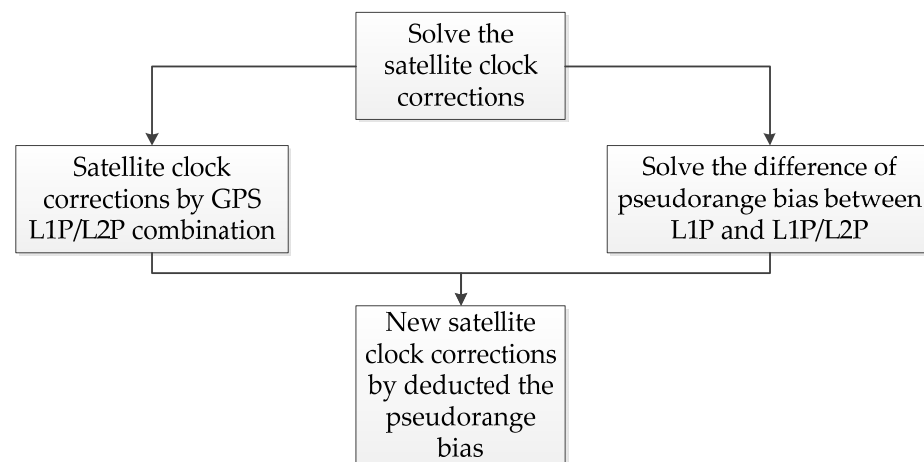 Solve the
satellite clock
corrections
Satellite clock
corrections by GPS
L1P/L2P combination
Solve the difference of
pseudorange bias between
L1P and L1P/L2P
New satellite
clock corrections
by deducted the
pseudorange
bias